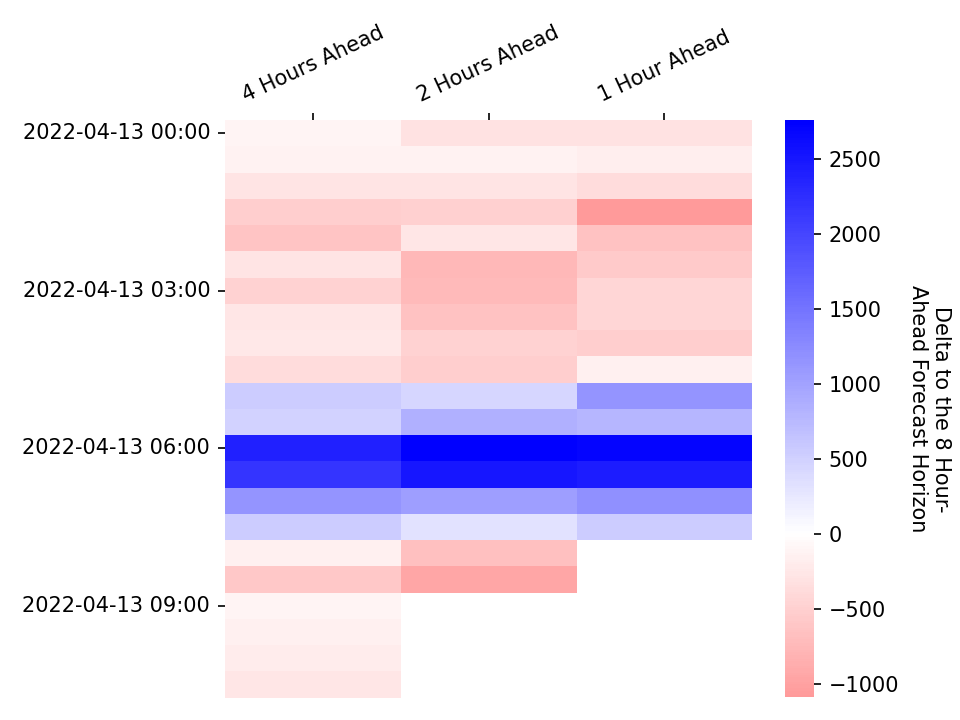 4 Hours Ahead
2 Hours Ahead
1 Hour Ahead
2022-04-13 00:00
2022-04-13 03:00
2022-04-13 06:00
2022-04-13 09:00
2500
2000
1500
1000
500
0
−500
−1000
Delta to the 8 Hour-
Ahead Forecast Horizon